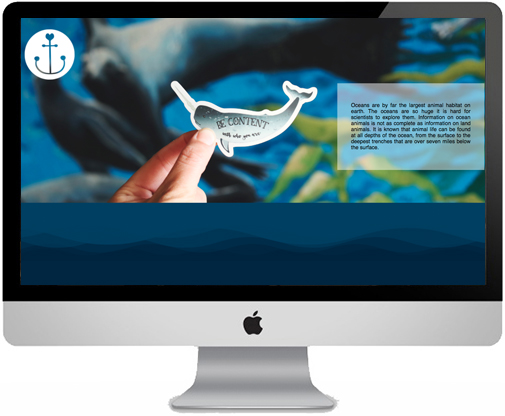 BE CONTENT
with who you are
Oceans are by far the largest animal habitat on
earth. The oceans are so huge it is hard for
scientists to explore them. Information on ocean
animals is not as complete as information on land
animals. It is known that animal life can be found
at all depths of the ocean, from the surface to the
deepest trenches that are over seven miles below
the surface.